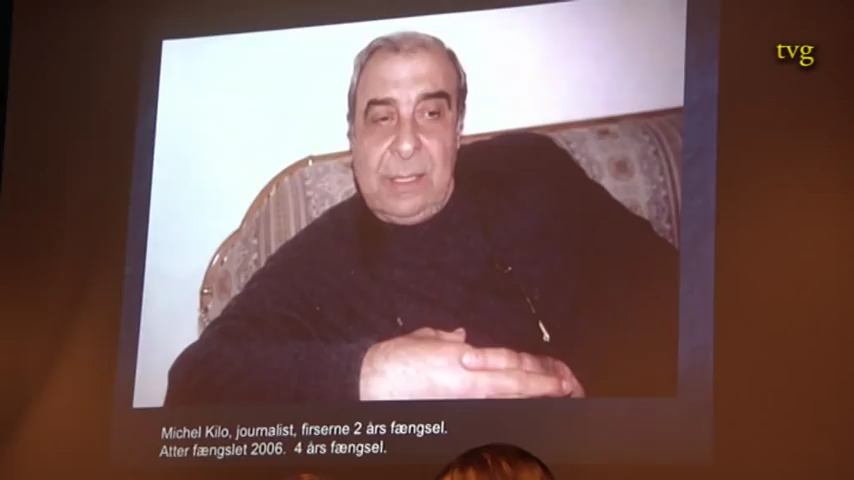 tvg
Michel Kilo, journalist, firserne 2 års fængsel.
Atter fængslet 2006. 4 års fængsel.